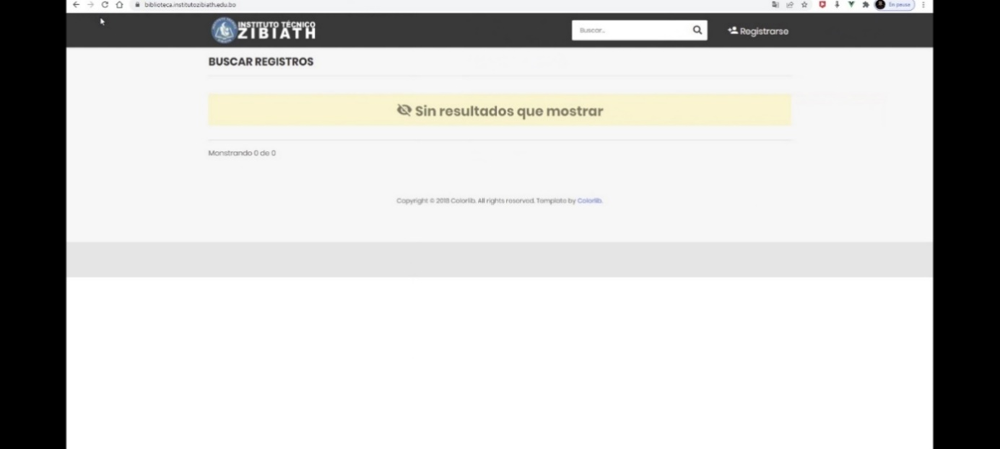 biblioteca.institutozibiath.edu.bo
En pausa
INSTITUTO TÉCNICO
ZIBIATH
Buscar..
Registrarse
BUSCAR REGISTROS
Sin resultados que mostrar
Monstrando 0 de 0
Copyright © 2018 Colorlib. All rights reserved. Template by Colorlib.